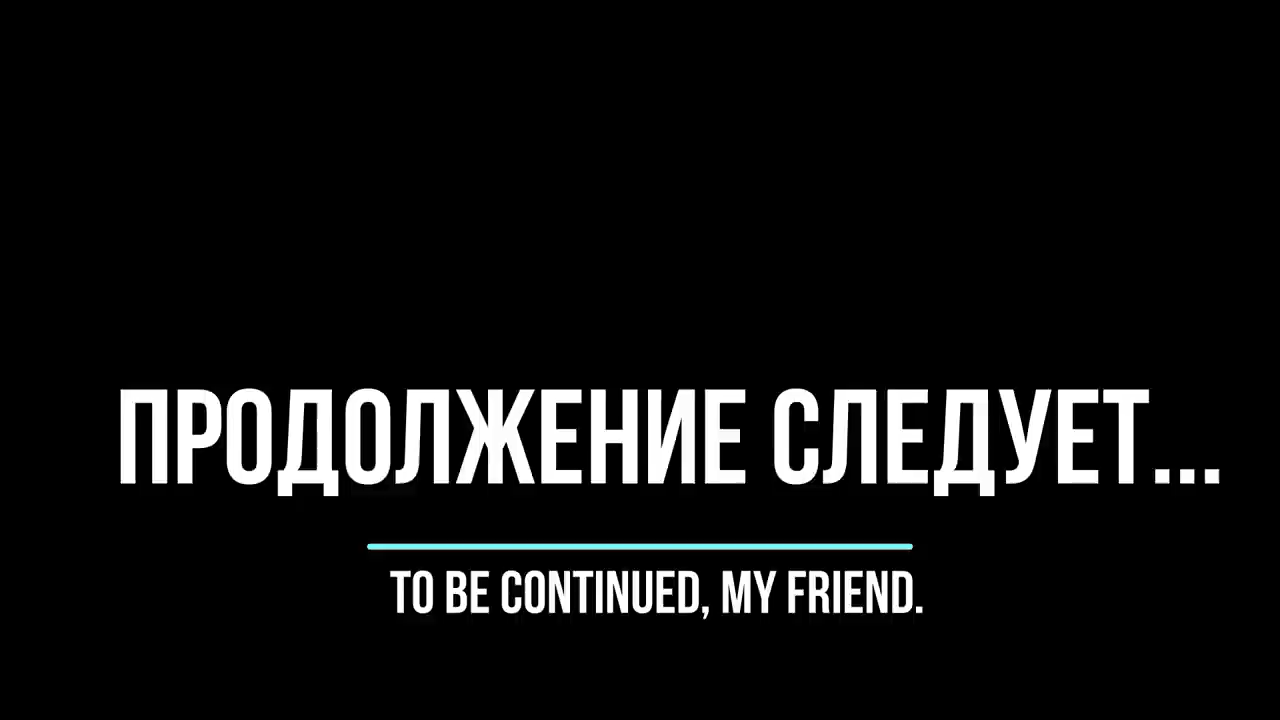 ПРОДОЛЖЕНИЕ СЛЕДУЕТ...
TO BE CONTINUED, MY FRIEND.